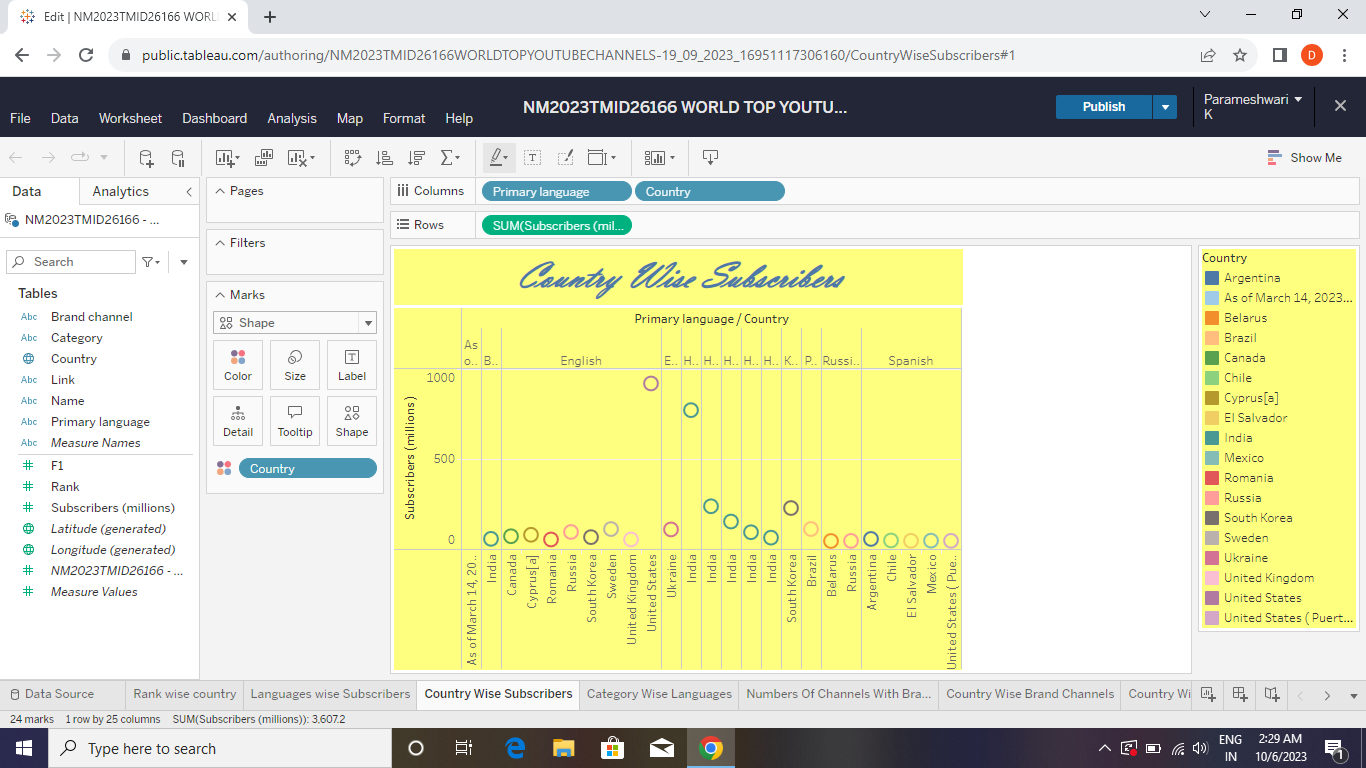 Edit | NM2023TMID26166 WORL
public.tableau.com/authoring/NM2023TMID26166WORLDTOPYOUTUBECHANNELS-19_09_2023_16951117306160/CountryWiseSubscribers#1
D
NM2023TMID26166 WORLD TOP YOUTU...
Publish
Parameshwari K
File Data Worksheet Dashboard Analysis Map Format Help
Show Me
Data Analytics
NM2023TMID26166 - ...
Search
Tables
Abc Brand channel
Abc Category
Country
Abc Link
Abc Name
Abc Primary language
Abc Measure Names
# F1
# Rank
# Subscribers (millions)
Latitude (generated)
Longitude (generated)
# NM2023TMID26166 - ...
# Measure Values
Pages
Filters
Marks
Shape
Color Size Label
Detail Tooltip Shape
Country
Columns Primary language Country
Rows SUM(Subscribers (mil...
Country Wise Subscribers
Primary language / Country
As o.. B.. English E.. H.. H.. H.. H.. H.. K.. P.. Russi.. Spanish
Subscribers (millions)
1000
500
0
As of March 14, 20..
India
Canada
Cyprus[a]
Romania
Russia
South Korea
Sweden
United Kingdom
United States
Ukraine
India
India
India
India
India
South Korea
Brazil
Belarus
Russia
Argentina
Chile
El Salvador
Mexico
United States ( Pue..
Country
Argentina
As of March 14, 2023...
Belarus
Brazil
Canada
Chile
Cyprus[a]
El Salvador
India
Mexico
Romania
Russia
South Korea
Sweden
Ukraine
United Kingdom
United States
United States ( Puert...
Data Source Rank wise country Languages wise Subscribers Country Wise Subscribers Category Wise Languages Numbers Of Channels With Bra... Country Wise Brand Channels Country Wi
24 marks 1 row by 25 columns SUM(Subscribers (millions)): 3,607.2
Type here to search
ENG
IN
2:29 AM
10/6/2023
1